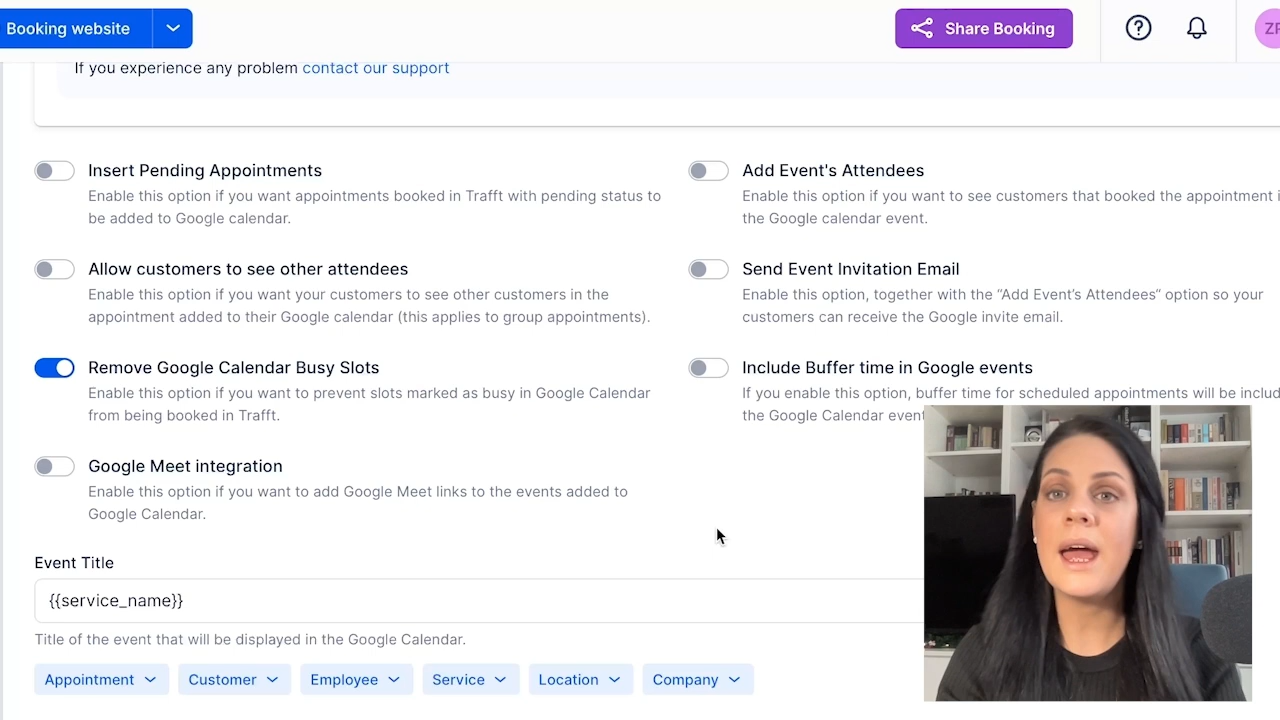 Booking website
Share Booking
ZP
If you experience any problem contact our support
Insert Pending Appointments
Enable this option if you want appointments booked in Trafft with pending status to
be added to Google calendar.
Add Event's Attendees
Enable this option if you want to see customers that booked the appointment i
the Google calendar event.
Allow customers to see other attendees
Enable this option if you want your customers to see other customers in the
appointment added to their Google calendar (this applies to group appointments).
Send Event Invitation Email
Enable this option, together with the “Add Event’s Attendees“ option so your
customers can receive the Google invite email.
Remove Google Calendar Busy Slots
Enable this option if you want to prevent slots marked as busy in Google Calendar
from being booked in Trafft.
Include Buffer time in Google events
If you enable this option, buffer time for scheduled appointments will be includ
the Google Calendar event
Google Meet integration
Enable this option if you want to add Google Meet links to the events added to
Google Calendar.
Event Title
{{service_name}}
Title of the event that will be displayed in the Google Calendar.
Appointment Customer Employee Service Location Company